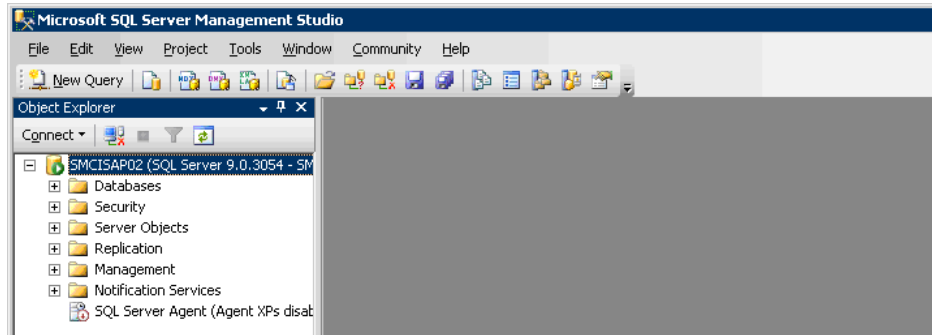 Microsoft SQL Server Management Studio
File Edit View Project Tools Window Community Help
New Query
Object Explorer
Connect
SMCISAP02 (SQL Server 9.0.3054 - SM
Databases
Security
Server Objects
Replication
Management
Notification Services
SQL Server Agent (Agent XPs disat